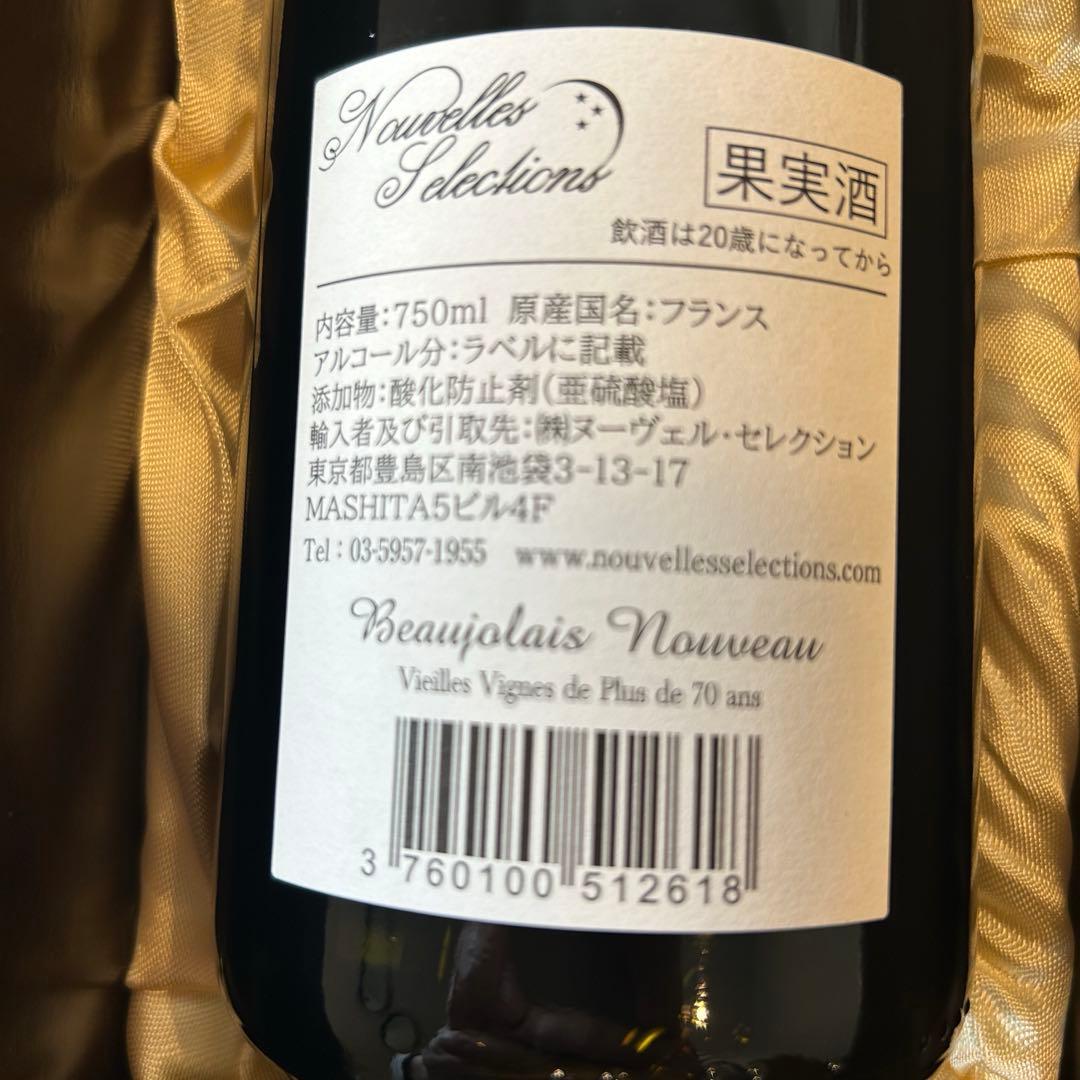 Nouvelles
Selections
果実酒
飲酒は20歳になってから
内容量:750ml 原産国名:フランス
アルコール分:ラベルに記載
添加物:酸化防止剤(亜硫酸塩)
輸入者及び引取先:㈱ヌーヴェル・セレクション
東京都豊島区南池袋3-13-17
MASHITA5ビル4F
Tel : 03-5957-1955 www.nouvellesselections.com
Beaujolais Nouveau
Vieilles Vignes de Plus de 70 ans
3 760100 512618